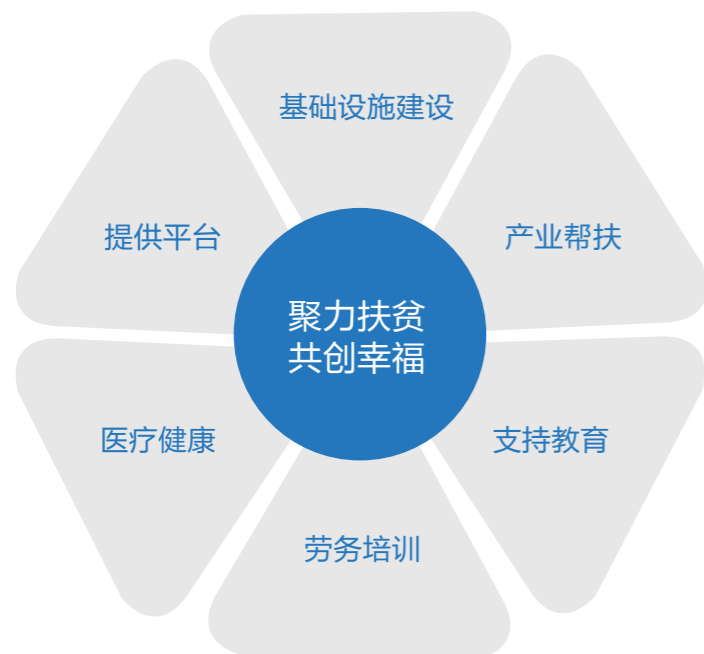 基础设施建设
提供平台
产业帮扶
聚力扶贫
共创幸福
医疗健康
支持教育
劳务培训